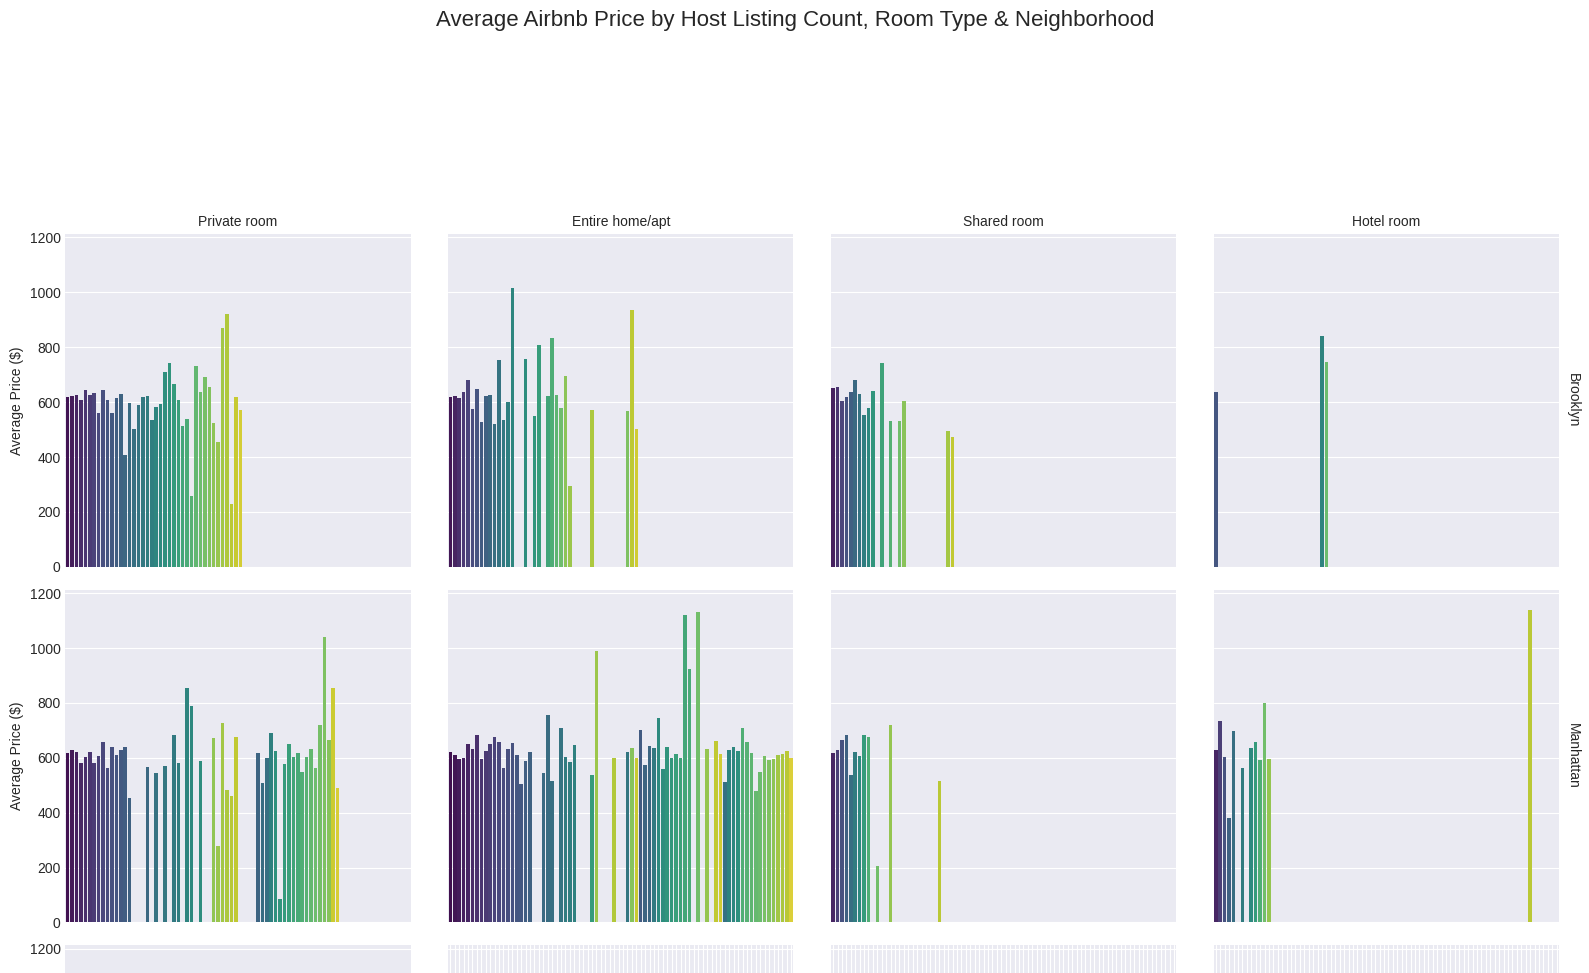 Average Airbnb Price by Host Listing Count, Room Type & Neighborhood
Private room
Entire home/apt
Shared room
Hotel room
1200
1000
800
600
400
200
0
Average Price ($)
Brooklyn
1200
1000
800
600
400
200
0
Average Price ($)
Manhattan
1200